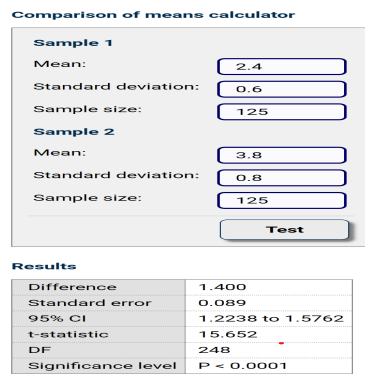 Comparison of means calculator
Sample 1
Mean: 2.4
Standard deviation: 0.6
Sample size: 125
Sample 2
Mean: 3.8
Standard deviation: 0.8
Sample size: 125
Test
Results
Difference 1.400
Standard error 0.089
95% CI 1.2238 to 1.5762
t-statistic 15.652
DF 248
Significance level P < 0.0001